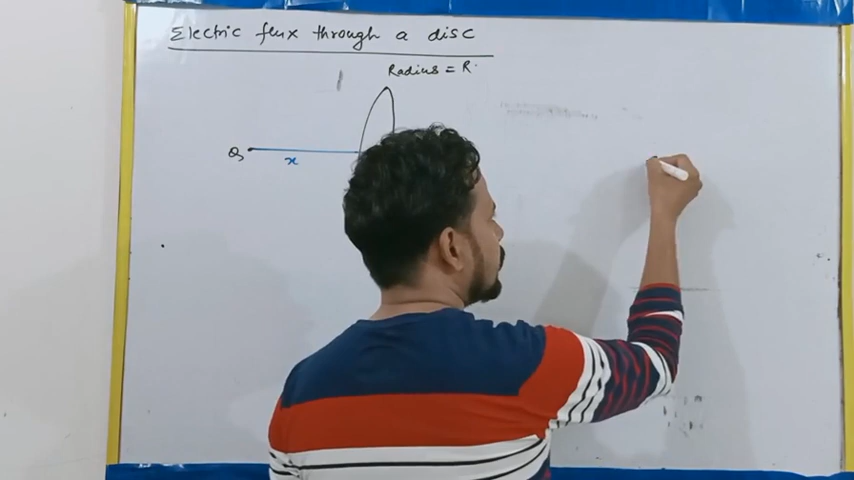 Electric flux through a disc
Radius = R
Q
x